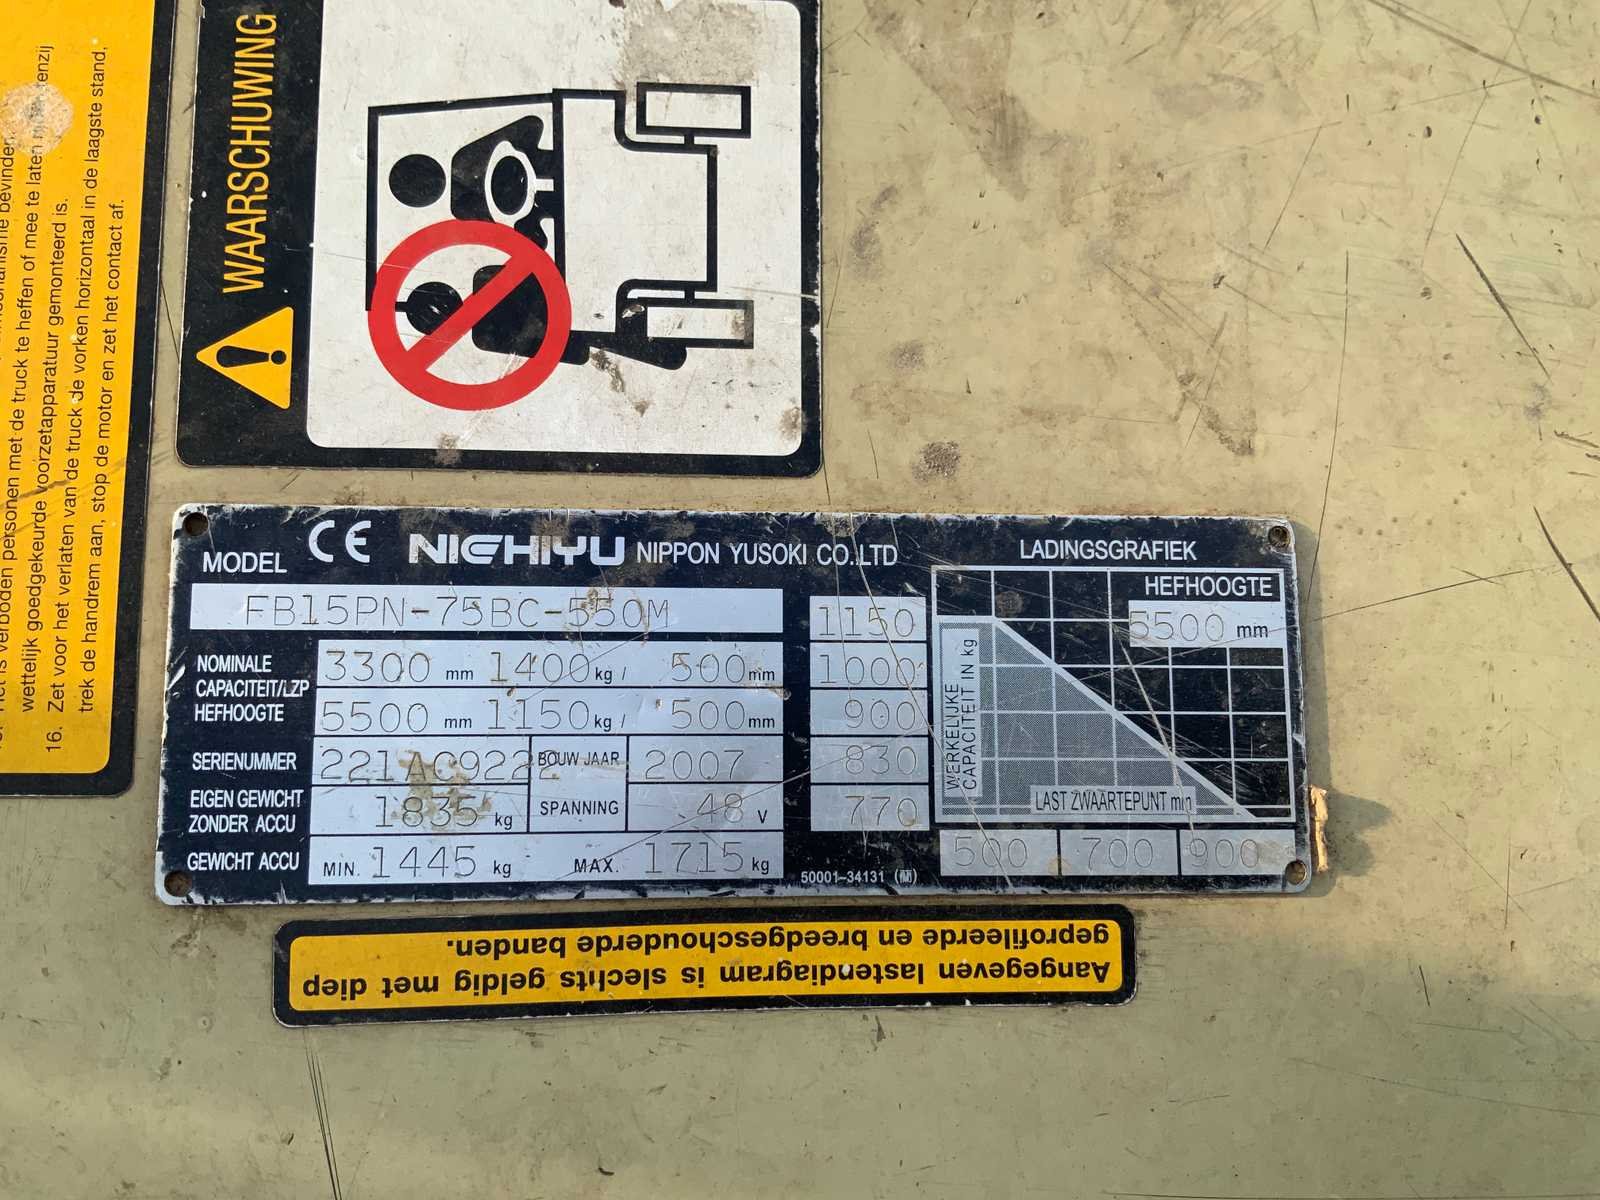 WAARSCHUWING
personen met de truck te heffen of mee te laten
wettelijk goedgekeurde voorzetapparatuur gemonteerd is.
16. Zet voor het verlaten van de truck de vorken horizontaal in de laagste stand,
trek de handrem aan, stop de motor en zet het contact af.
MODEL CE NICHIYU NIPPON YUSOKI CO.,LTD
FB15PN-75BC-550M
NOMINALE CAPACITEIT/LZP HEFHOOGTE
3300 mm 1400 kg / 500 mm
5500 mm 1150 kg / 500 mm
SERIENUMMER 221AC9222 BOUW JAAR 2007
EIGEN GEWICHT ZONDER ACCU 1835 kg SPANNING 48 V
GEWICHT ACCU MIN. 1445 kg MAX. 1715 kg
1150
1000
900
830
770
50001-34131
LADINGSGRAFIEK
HEFHOOGTE
5500 mm
WERKELIJKE
CAPACITEIT IN kg
LAST ZWAARTEPUNT mm
500 700 900
Aangegeven lastendiagram is slechts geldig met diep
geprofileerde en breedgeschouderde banden.